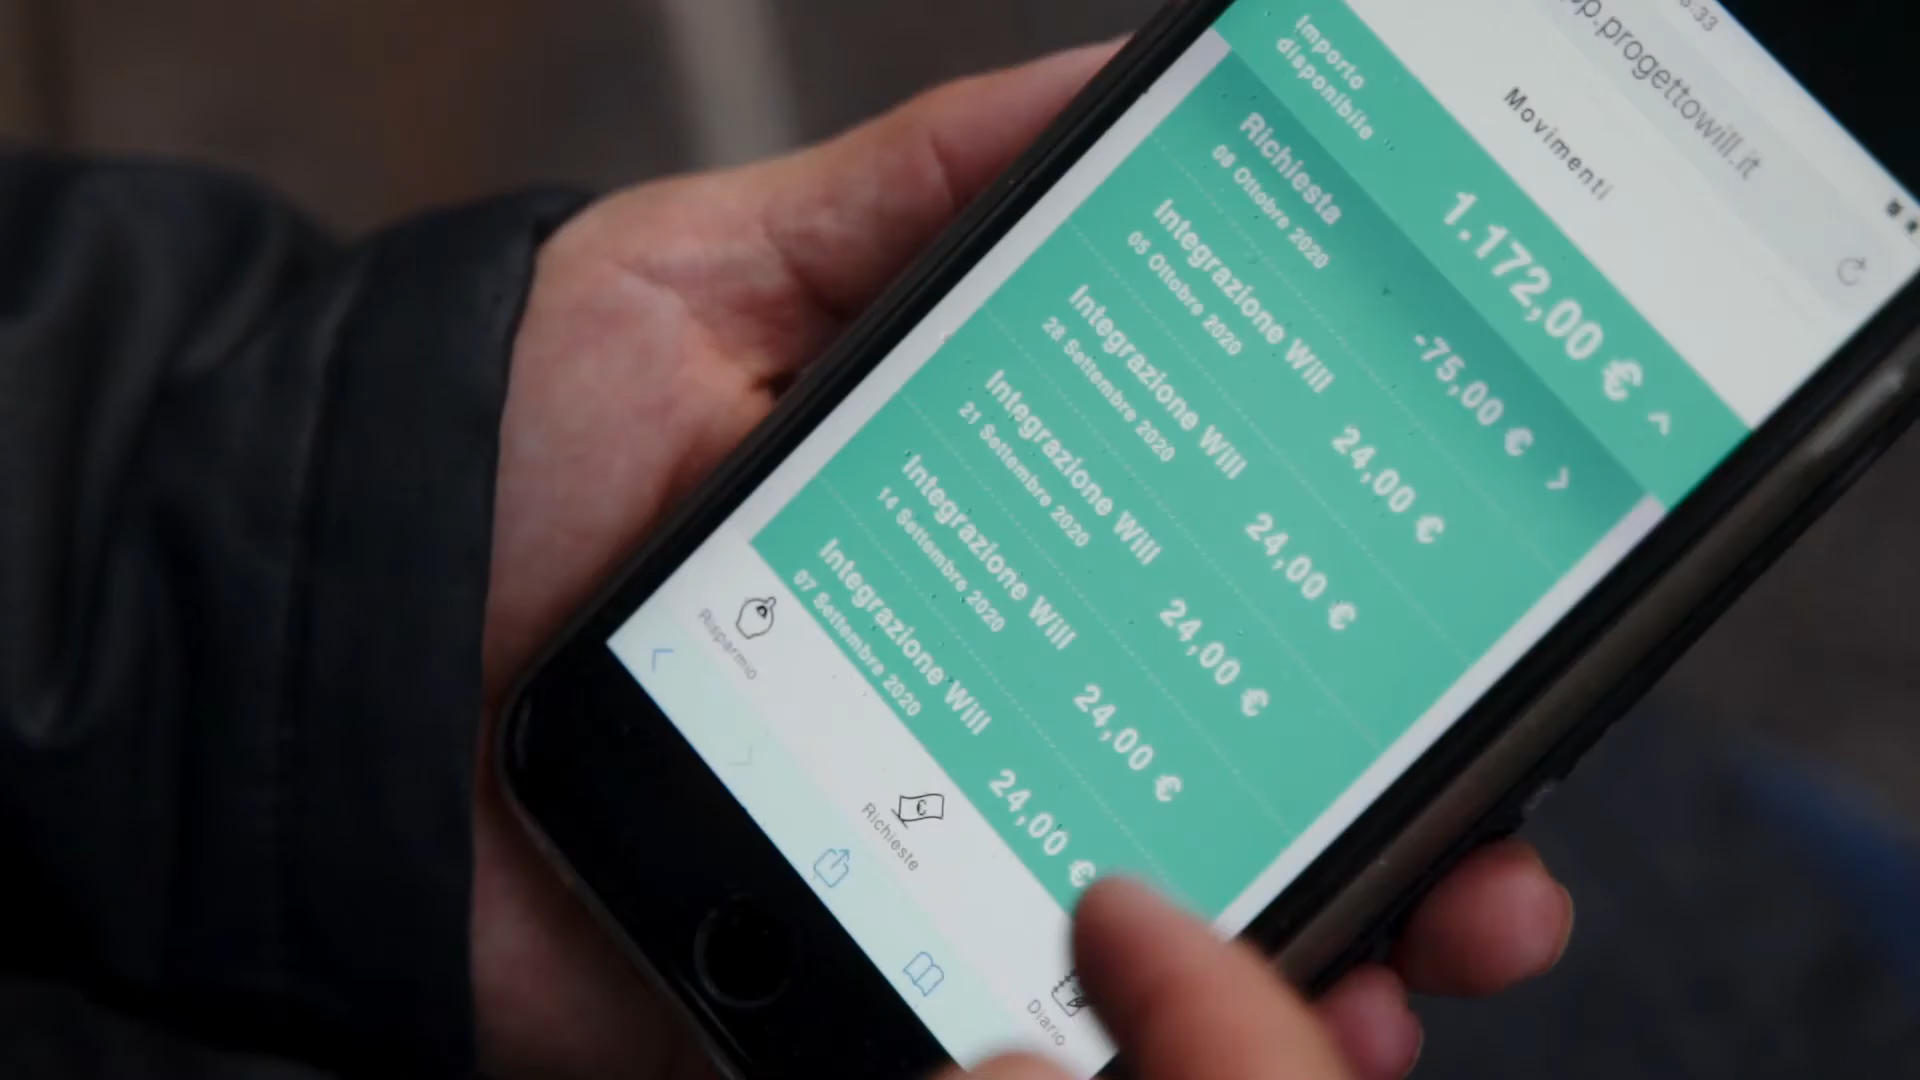 pp.progettowill.it
Movimenti
Importo
disponibile
1.172,00 €
Richiesta
08 Ottobre 2020
-75,00 €
Integrazione Will
05 Ottobre 2020
24,00 €
Integrazione Will
28 Settembre 2020
24,00 €
Integrazione Will
21 Settembre 2020
24,00 €
Integrazione Will
14 Settembre 2020
24,00 €
Integrazione Will
07 Settembre 2020
24,00 €
Risparmio
Richieste
Diario